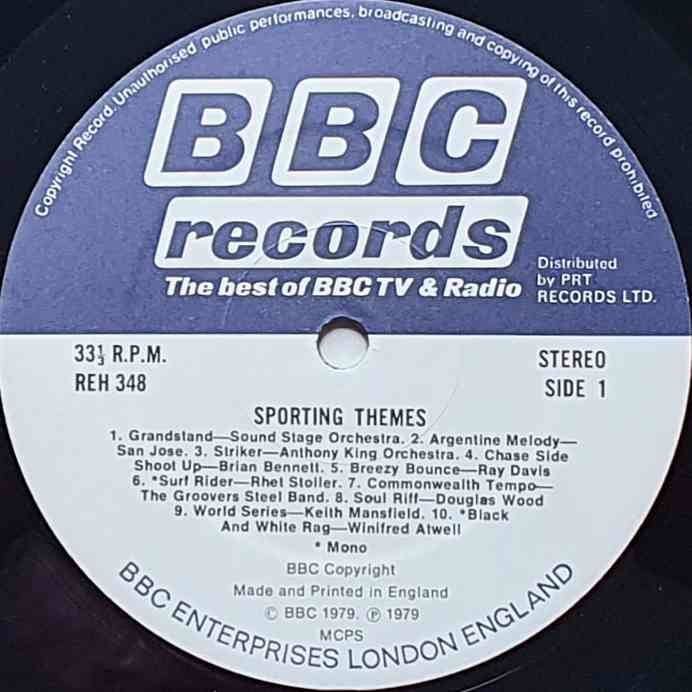 Copyright Record. Unauthorised public performances, broadcasting and copying of this record prohibited
BBC
records
The best of BBC TV & Radio
Distributed
by PRT
RECORDS LTD.
33⅓ R.P.M.
REH 348
STEREO
SIDE 1
SPORTING THEMES
1. Grandstand—Sound Stage Orchestra. 2. Argentine Melody—
San Jose. 3. Striker—Anthony King Orchestra. 4. Chase Side
Shoot Up—Brian Bennett. 5. Breezy Bounce—Ray Davis
6. *Surf Rider—Rhet Stoller. 7. Commonwealth Tempo—
The Groovers Steel Band. 8. Soul Riff—Douglas Wood
9. World Series—Keith Mansfield. 10. *Black
And White Rag—Winifred Atwell
* Mono
BBC Copyright
Made and Printed in England
© BBC 1979. ℗ 1979
MCPS
BBC ENTERPRISES LONDON ENGLAND